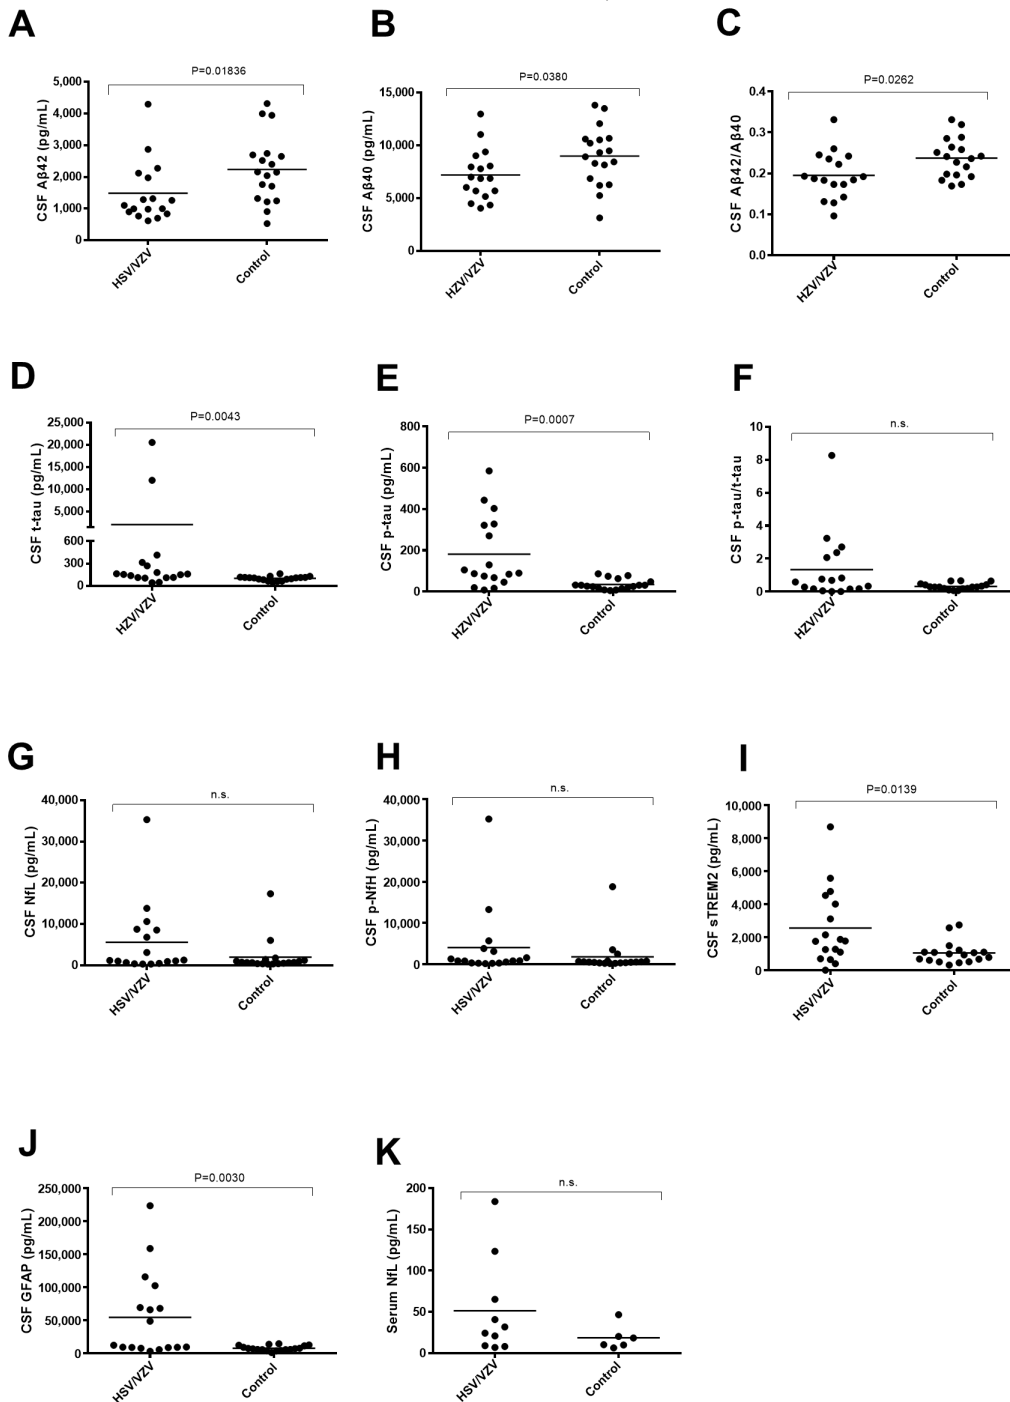 A
B
C
P=0.01836
P=0.0380
P=0.0262
CSF Aβ42 (pg/mL)
5,000
4,000
3,000
2,000
1,000
0
HSV/VZV
Control
CSF Aβ40 (pg/mL)
15,000
10,000
5,000
0
HZV/VZV
Control
CSF Aβ42/Aβ40
0.4
0.3
0.2
0.1
0.0
HZV/VZV
Control
D
E
F
P=0.0043
P=0.0007
n.s.
CSF t-tau (pg/mL)
25,000
20,000
15,000
10,000
5,000
600
300
0
HZV/VZV
Control
CSF p-tau (pg/mL)
800
600
400
200
0
HZV/VZV
Control
CSF p-tau/t-tau
10
8
6
4
2
0
HZV/VZV
Control
G
H
I
n.s.
n.s.
P=0.0139
CSF NfL (pg/mL)
40,000
30,000
20,000
10,000
0
HSV/VZV
Control
CSF p-NfH (pg/mL)
40,000
30,000
20,000
10,000
0
HSV/VZV
Control
CSF sTREM2 (pg/mL)
10,000
8,000
6,000
4,000
2,000
0
HSV/VZV
Control
J
K
P=0.0030
n.s.
CSF GFAP (pg/mL)
250,000
200,000
150,000
100,000
50,000
0
HSV/VZV
Control
Serum NfL (pg/mL)
200
150
100
50
0
HSV/VZV
Control